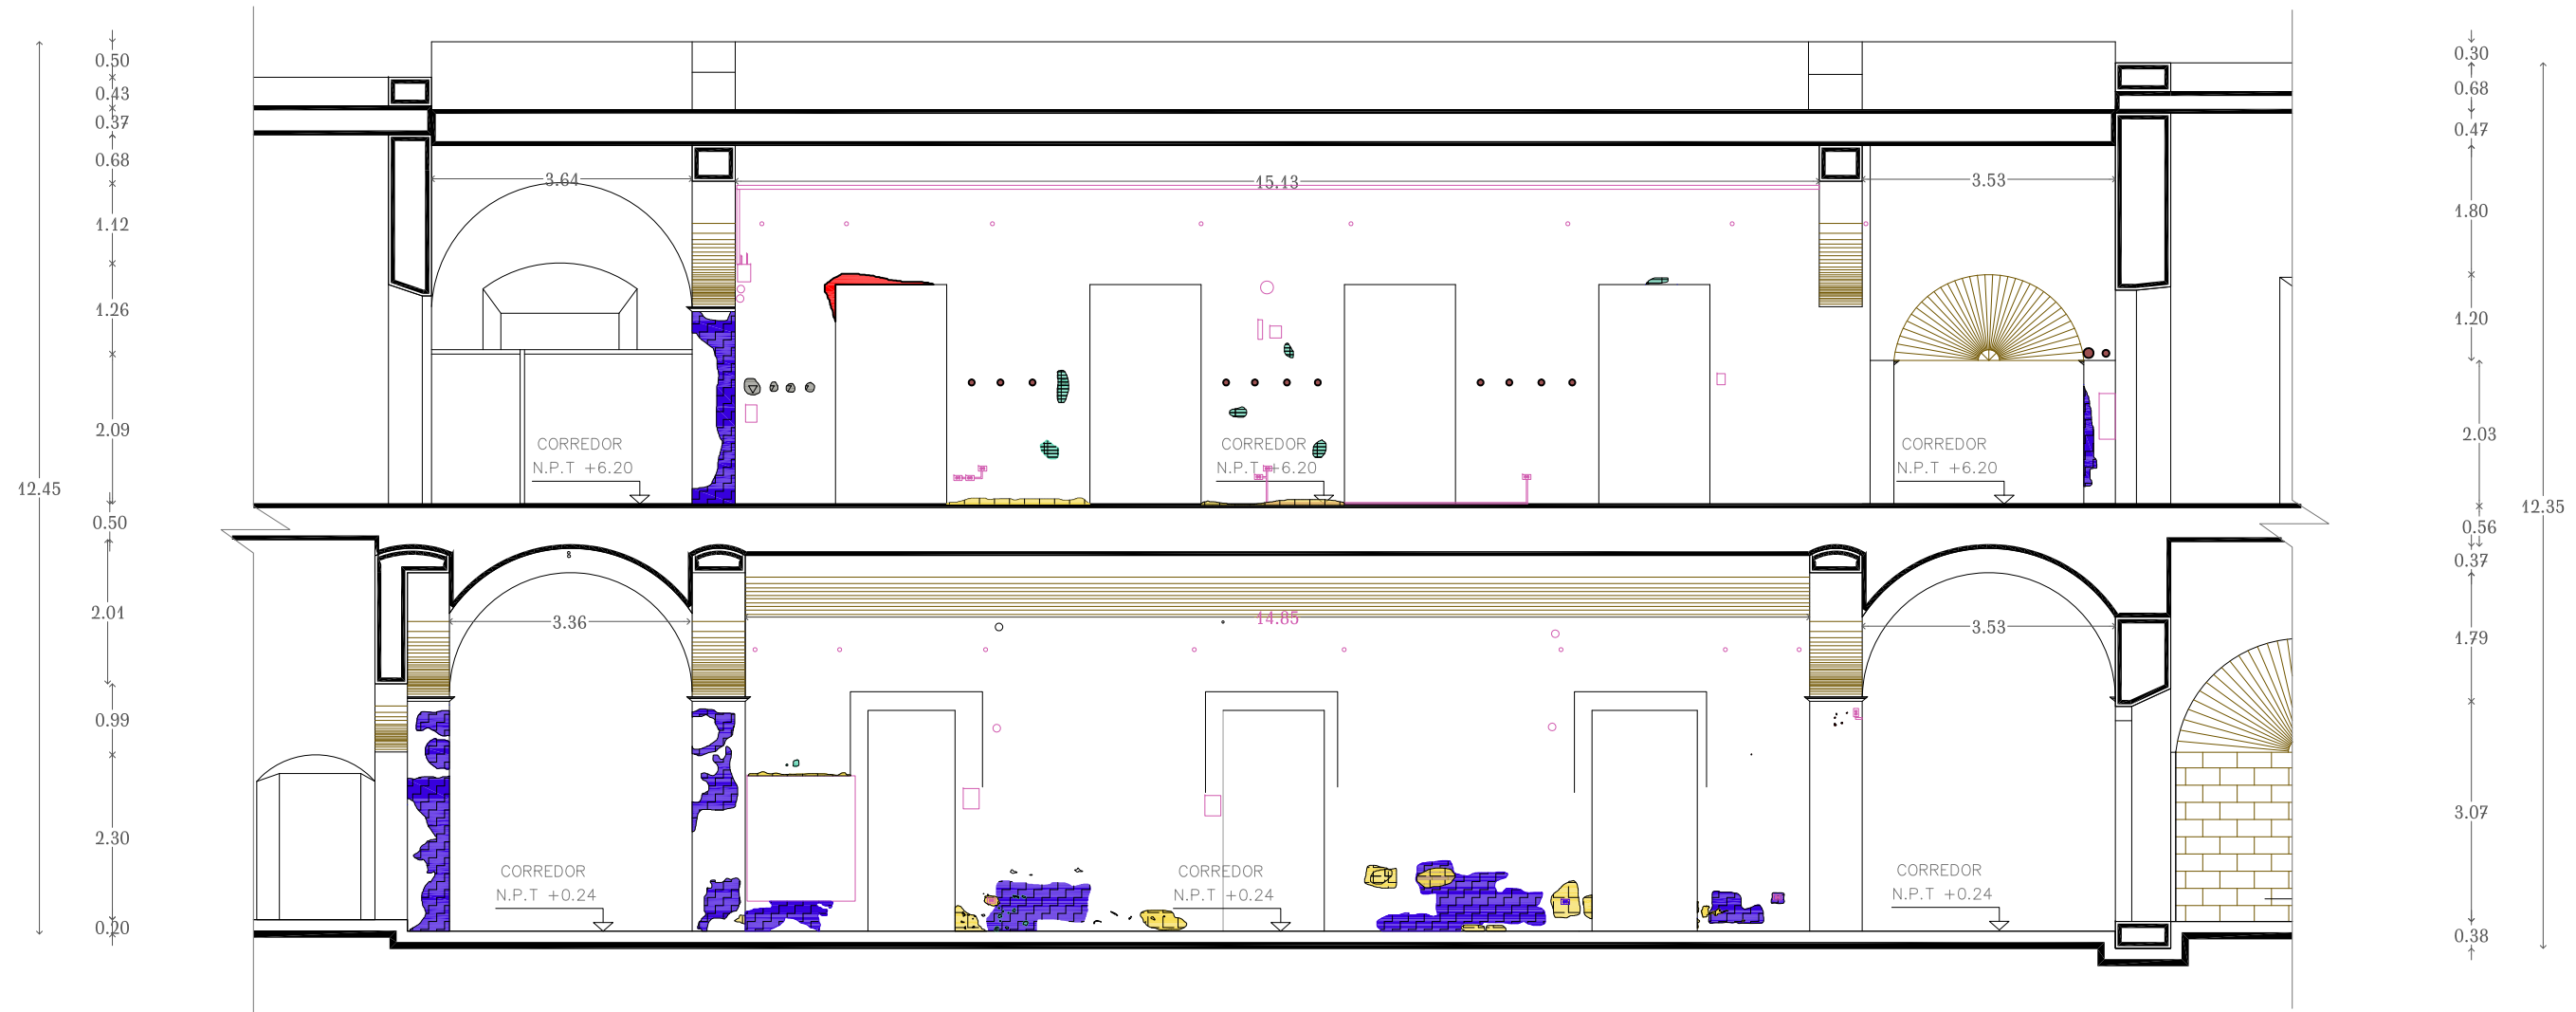 0.50
0.43
0.37
0.68
1.12
1.26
2.09
12.45
0.50
2.01
0.99
2.30
0.20
3.64
15.13
3.53
CORREDOR
N.P.T +6.20
CORREDOR
N.P.T +6.20
CORREDOR
N.P.T +6.20
8
3.36
14.85
3.53
CORREDOR
N.P.T +0.24
CORREDOR
N.P.T +0.24
CORREDOR
N.P.T +0.24
0.30
0.68
0.47
1.80
1.20
2.03
12.35
0.56
0.37
1.79
3.07
0.38